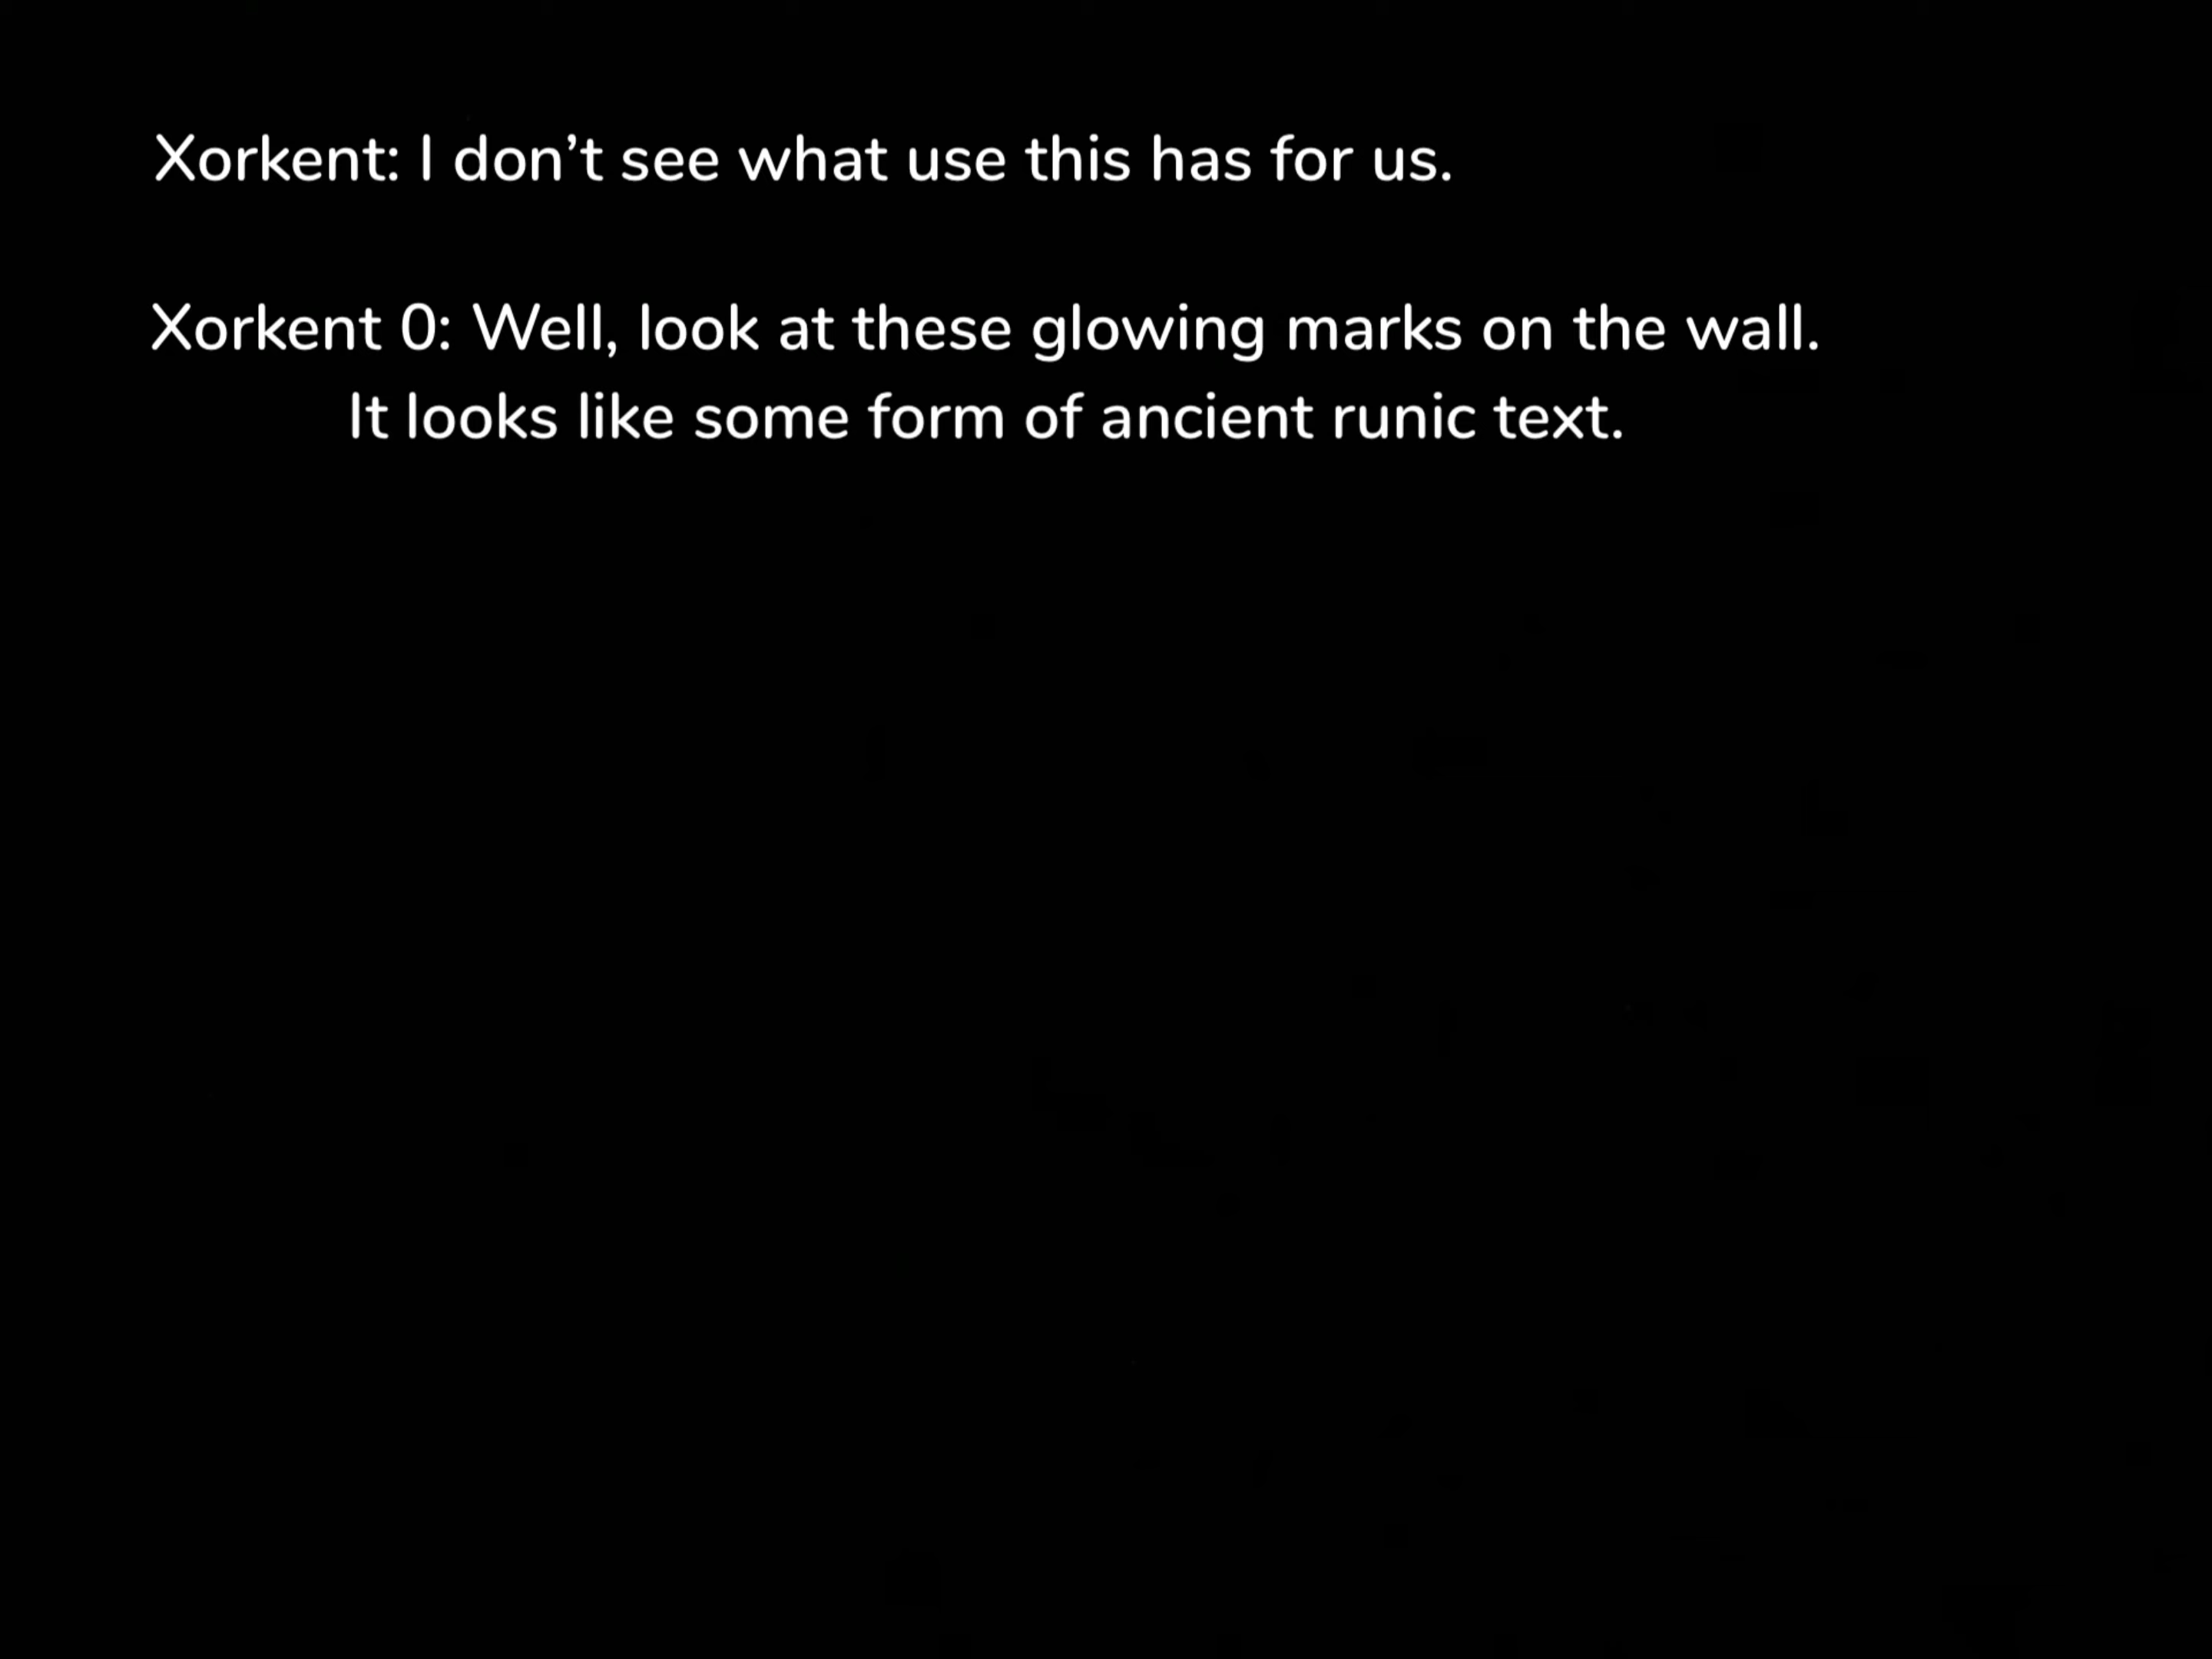 Xorkent: I don’t see what use this has for us.
Xorkent 0: Well, look at these glowing marks on the wall.
It looks like some form of ancient runic text.